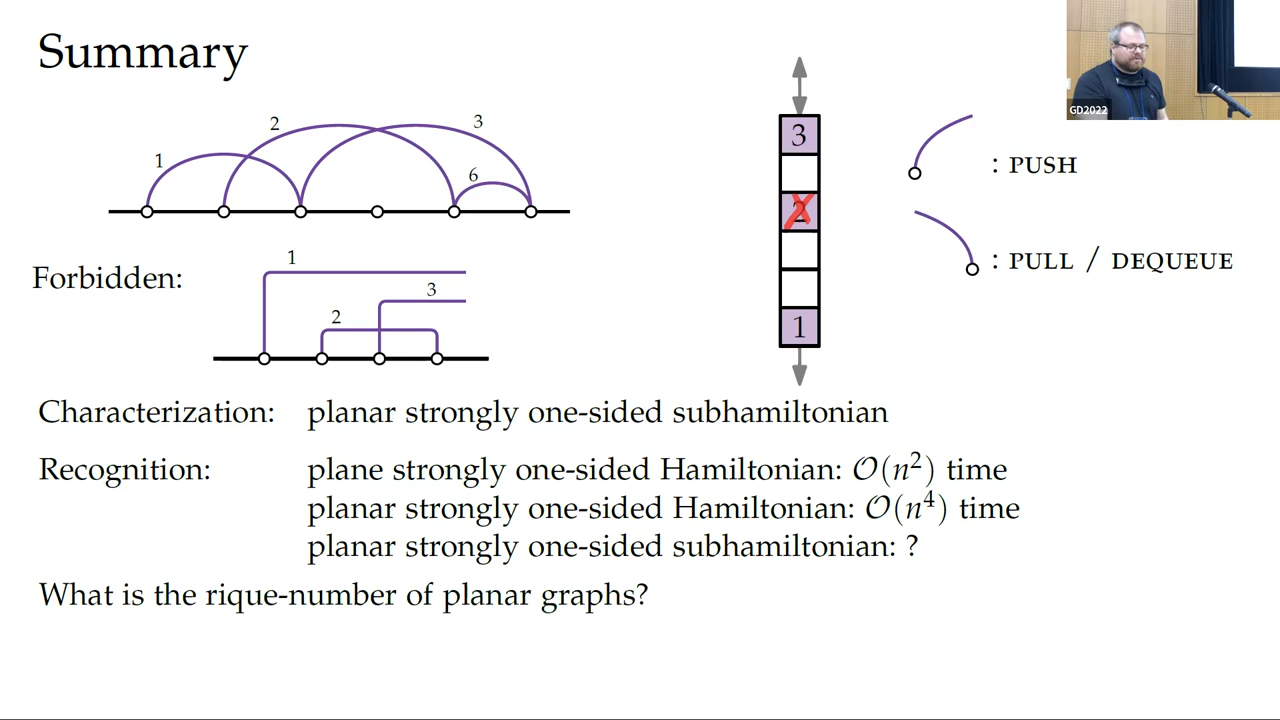 Summary
1
2
3
6
3
2
1
: PUSH
: PULL / DEQUEUE
GD2022
Forbidden:
1
2
3
Characterization: planar strongly one-sided subhamiltonian
Recognition: plane strongly one-sided Hamiltonian: 𝒪(n²) time
planar strongly one-sided Hamiltonian: 𝒪(n⁴) time
planar strongly one-sided subhamiltonian: ?
What is the rique-number of planar graphs?